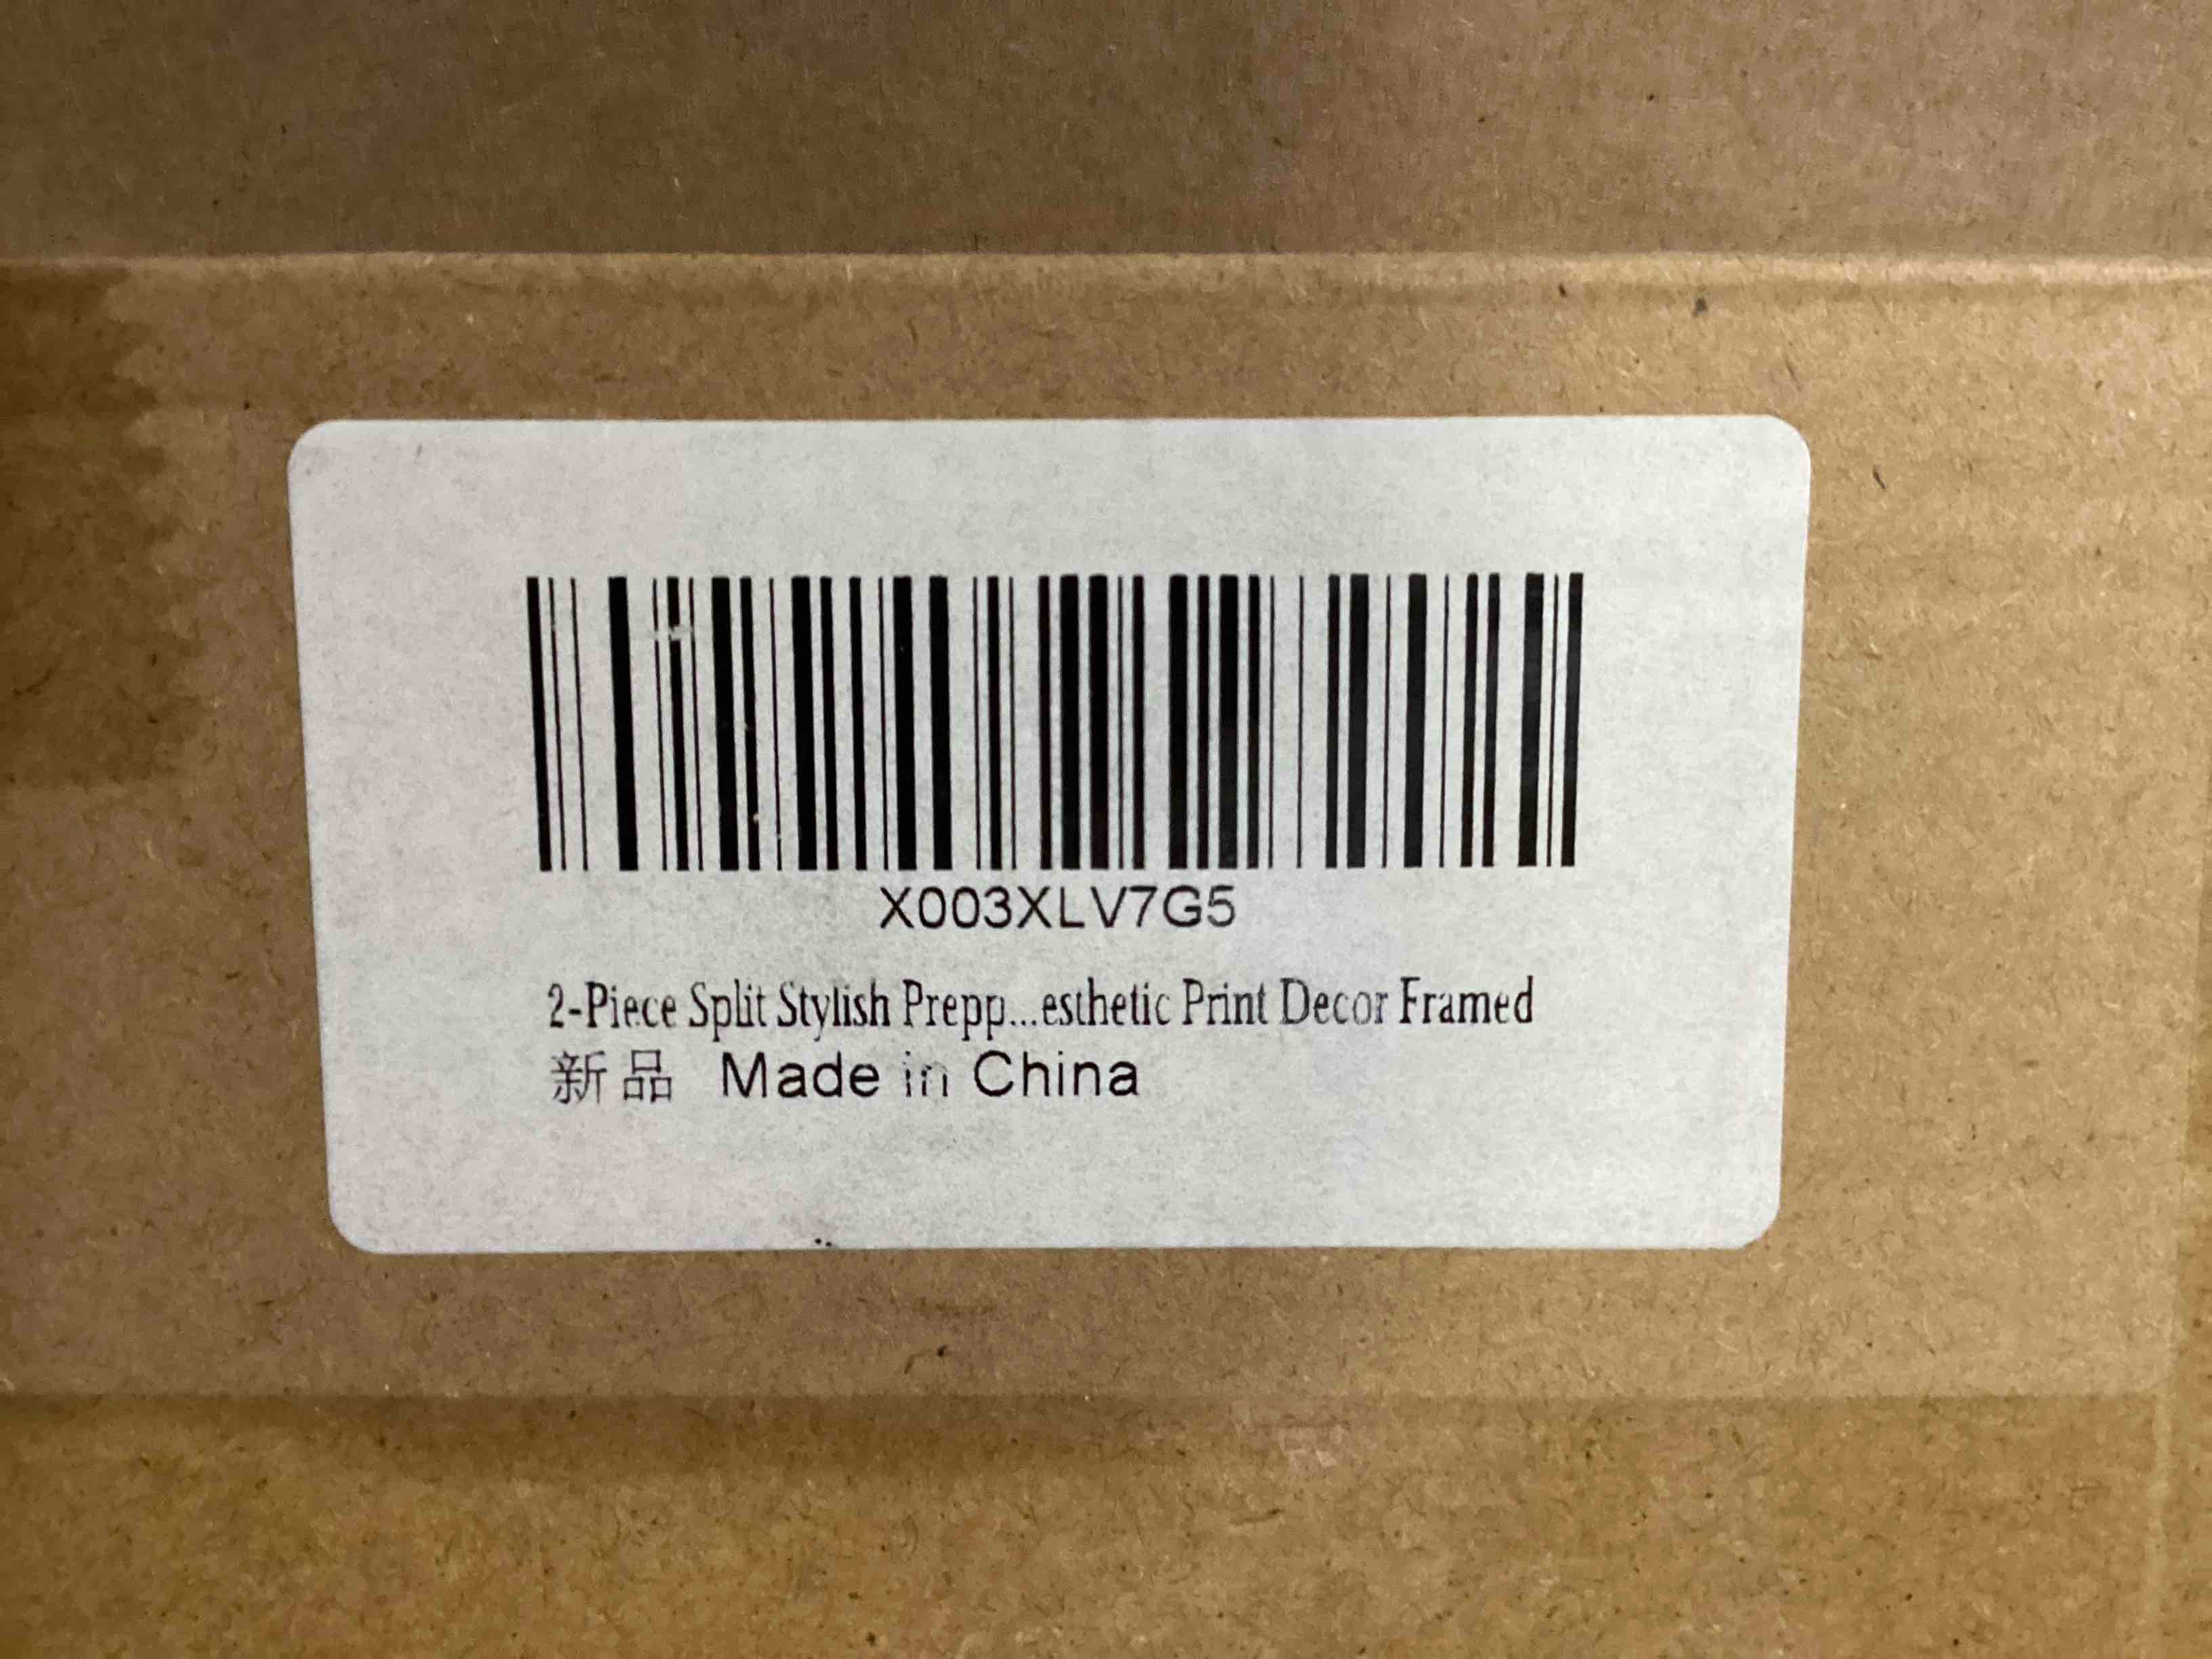 X003XLV7G5
2-Piece Split Stylish Prepp...esthetic Print Decor Framed
新品 Made in China